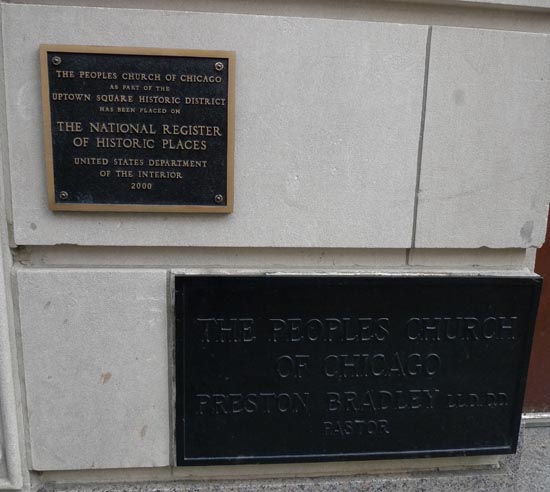 THE PEOPLES CHURCH OF CHICAGO
AS PART OF THE
UPTOWN SQUARE HISTORIC DISTRICT
HAS BEEN PLACED ON
THE NATIONAL REGISTER
OF HISTORIC PLACES
UNITED STATES DEPARTMENT
OF THE INTERIOR
2000
THE PEOPLES CHURCH
OF CHICAGO
PRESTON BRADLEY LL.D.D.D.
PASTOR